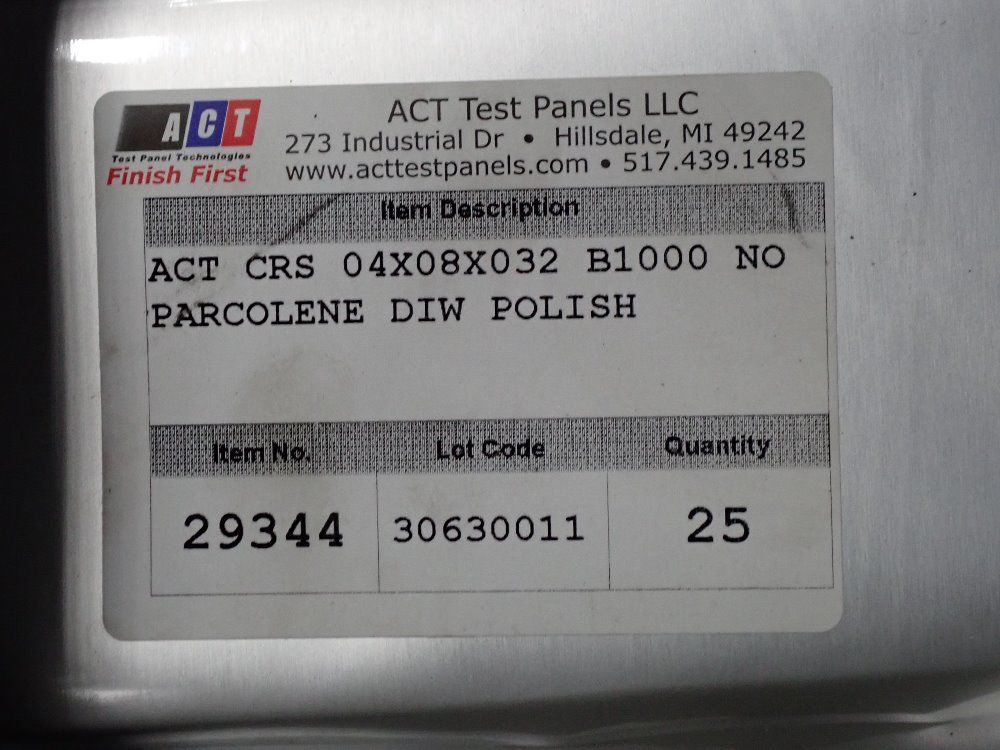 ACT
Test Panel Technologies
Finish First
ACT Test Panels LLC
273 Industrial Dr • Hillsdale, MI 49242
www.acttestpanels.com • 517.439.1485
Item Description
ACT CRS 04X08X032 B1000 NO
PARCOLENE DIW POLISH
Item No. Lot Code Quantity
29344 30630011 25